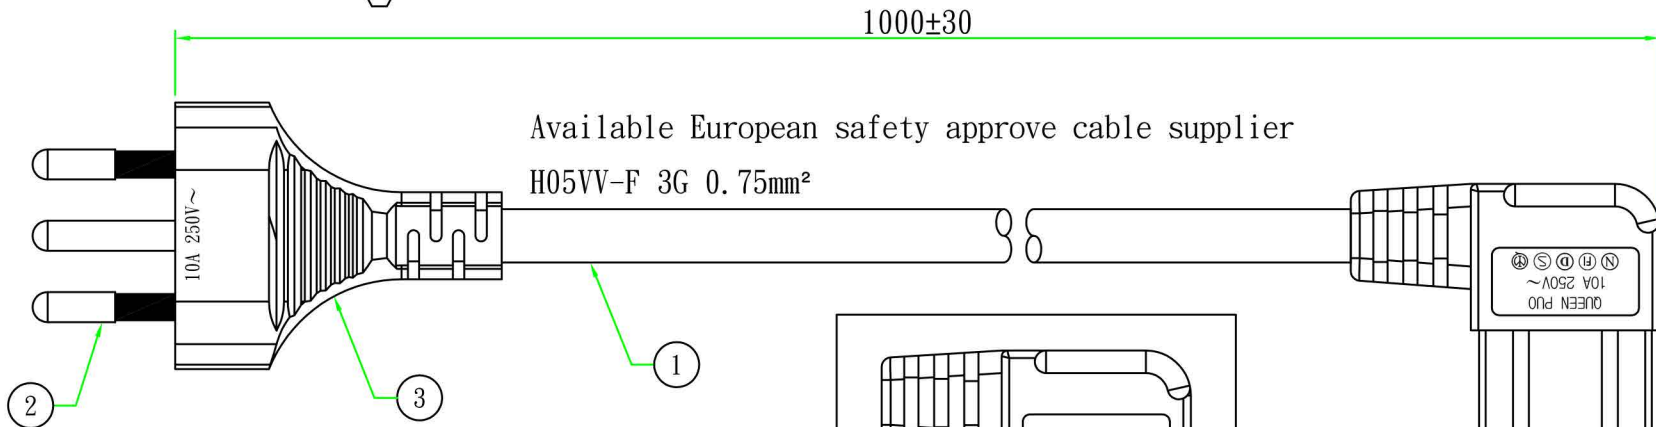 1000±30
Available European safety approve cable supplier
H05VV-F 3G 0.75mm²
10A 250V~
N FI D S
10A 250V~
QUEEN PUO
1
2
3